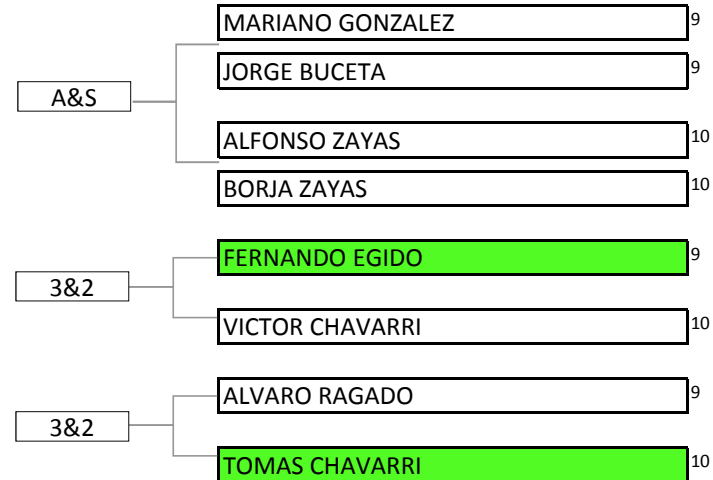 MARIANO GONZALEZ 9
JORGE BUCETA 9
A&S
ALFONSO ZAYAS 10
BORJA ZAYAS 10
FERNANDO EGIDO 9
3&2
VICTOR CHAVARRI 10
ALVARO RAGADO 9
3&2
TOMAS CHAVARRI 10